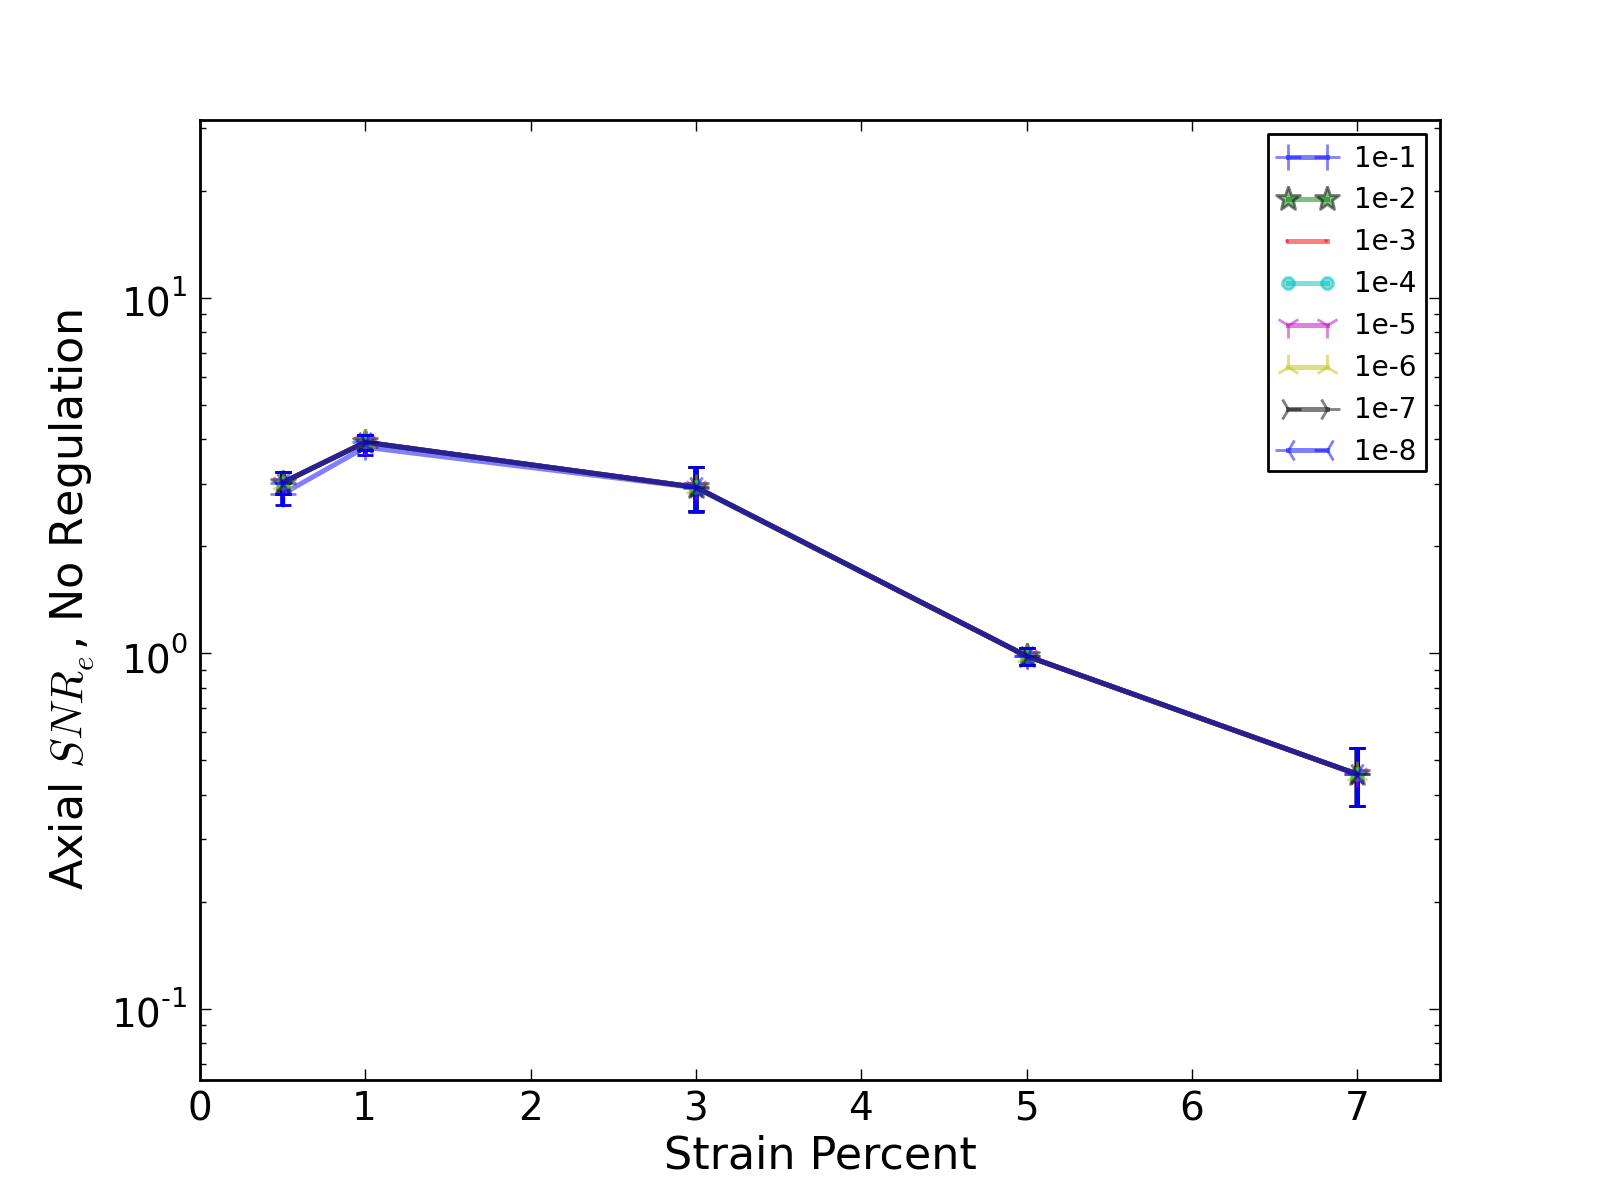 1e-1
1e-2
1e-3
1e-4
1e-5
1e-6
1e-7
1e-8
10^1
10^0
10^-1
Axial SNR_e, No Regulation
0 1 2 3 4 5 6 7
Strain Percent